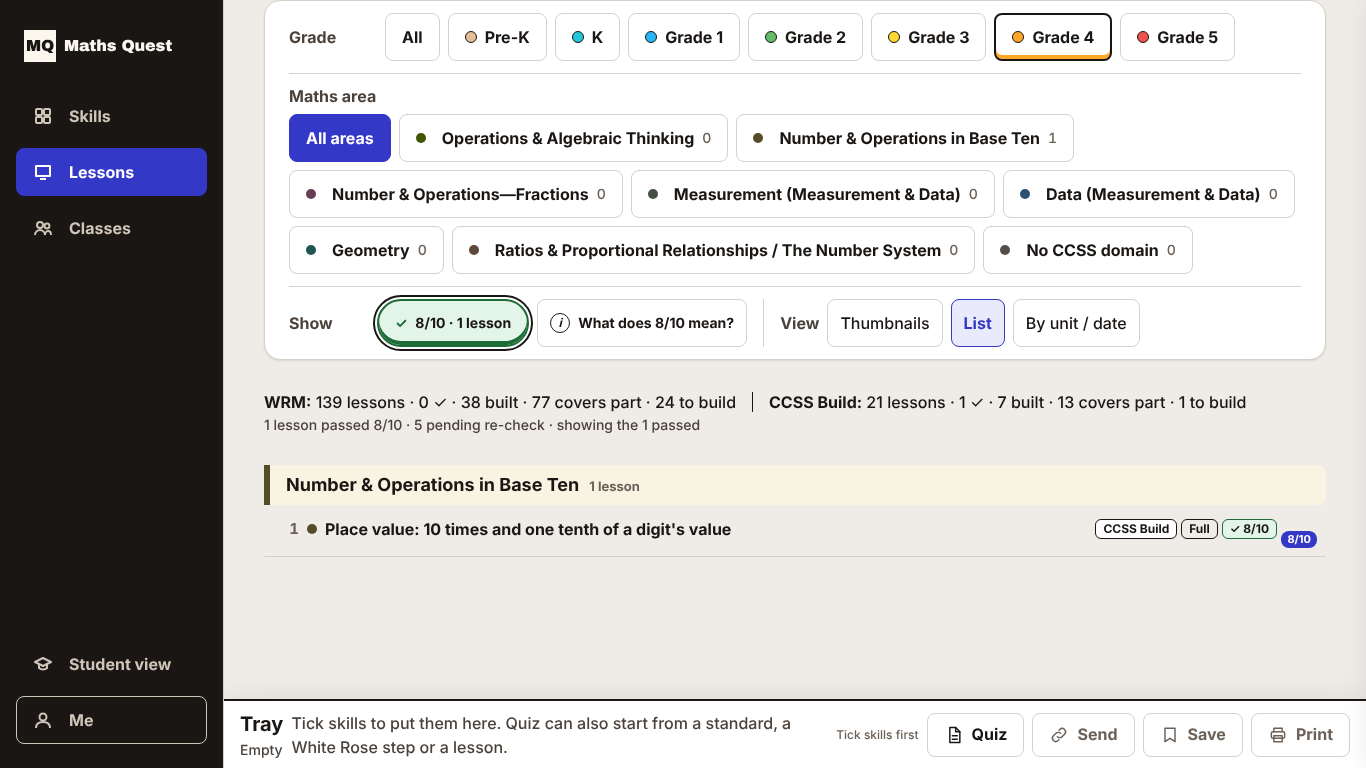 MQ Maths Quest
Skills
Lessons
Classes
Student view
Me
Grade All Pre-K K Grade 1 Grade 2 Grade 3 Grade 4 Grade 5
Maths area
All areas Operations & Algebraic Thinking 0 Number & Operations in Base Ten 1
Number & Operations—Fractions 0 Measurement (Measurement & Data) 0 Data (Measurement & Data) 0
Geometry 0 Ratios & Proportional Relationships / The Number System 0 No CCSS domain 0
Show ✓ 8/10 · 1 lesson i What does 8/10 mean? View Thumbnails List By unit / date
WRM: 139 lessons · 0 ✓ · 38 built · 77 covers part · 24 to build CCSS Build: 21 lessons · 1 ✓ · 7 built · 13 covers part · 1 to build
1 lesson passed 8/10 · 5 pending re-check · showing the 1 passed
Number & Operations in Base Ten 1 lesson
1 Place value: 10 times and one tenth of a digit's value CCSS Build Full ✓ 8/10 8/10
Tray Tick skills to put them here. Quiz can also start from a standard, a
Empty White Rose step or a lesson.
Tick skills first Quiz Send Save Print